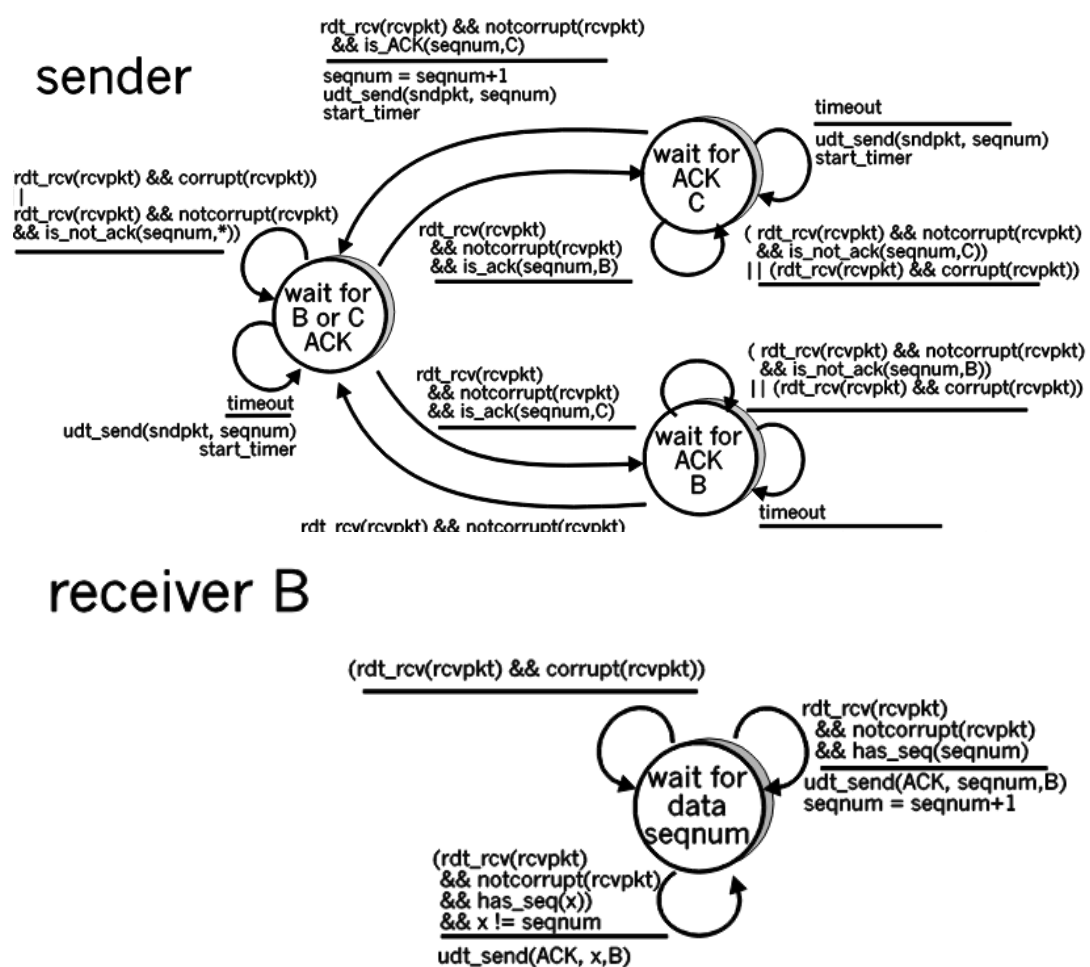 rdt_rcv(rcvpkt) && notcorrupt(rcvpkt)
&& is_ACK(seqnum,C)
seqnum = seqnum+1
udt_send(sndpkt, seqnum)
start_timer
sender
timeout
udt_send(sndpkt, seqnum)
start_timer
wait for
ACK
C
rdt_rcv(rcvpkt) && corrupt(rcvpkt))
|
rdt_rcv(rcvpkt) && notcorrupt(rcvpkt)
&& is_not_ack(seqnum,*))
rdt_rcv(rcvpkt)
&& notcorrupt(rcvpkt)
&& is_ack(seqnum,B)
( rdt_rcv(rcvpkt) && notcorrupt(rcvpkt)
&& is_not_ack(seqnum,C))
|| (rdt_rcv(rcvpkt) && corrupt(rcvpkt))
wait for
B or C
ACK
timeout
udt_send(sndpkt, seqnum)
start_timer
rdt_rcv(rcvpkt)
&& notcorrupt(rcvpkt)
&& is_ack(seqnum,C)
( rdt_rcv(rcvpkt) && notcorrupt(rcvpkt)
&& is_not_ack(seqnum,B))
|| (rdt_rcv(rcvpkt) && corrupt(rcvpkt))
wait for
ACK
B
timeout
rdt_rcv(rcvpkt) && notcorrupt(rcvpkt)
receiver B
(rdt_rcv(rcvpkt) && corrupt(rcvpkt))
rdt_rcv(rcvpkt)
&& notcorrupt(rcvpkt)
&& has_seq(seqnum)
udt_send(ACK, seqnum,B)
seqnum = seqnum+1
wait for
data
seqnum
(rdt_rcv(rcvpkt)
&& notcorrupt(rcvpkt)
&& has_seq(x))
&& x != seqnum
udt_send(ACK, x,B)